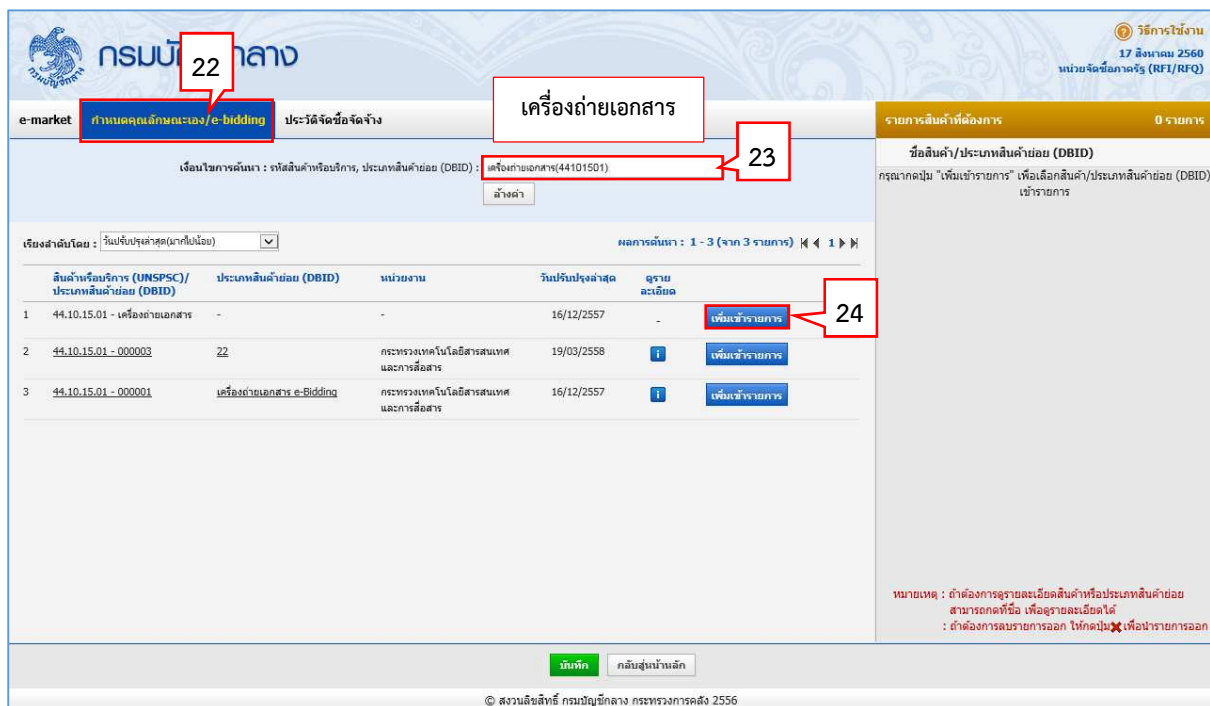 กรมบัญชีกลาง
22
วิธีการใช้งาน
17 สิงหาคม 2560
หน่วยจัดซื้อภาครัฐ (RFI/RFQ)
e-market กำหนดคุณลักษณะเอง/e-bidding ประวัติจัดซื้อจัดจ้าง
เครื่องถ่ายเอกสาร
รายการสินค้าที่ต้องการ 0 รายการ
ชื่อสินค้า/ประเภทสินค้าย่อย (DBID)
กรุณากดปุ่ม "เพิ่มเข้ารายการ" เพื่อเลือกสินค้า/ประเภทสินค้าย่อย (DBID)
เข้ารายการ
เงื่อนไขการค้นหา : รหัสสินค้าหรือบริการ, ประเภทสินค้าย่อย (DBID) : เครื่องถ่ายเอกสาร(44101501)
23
ล้างค่า
เรียงลำดับโดย : วันปรับปรุงล่าสุด(มากไปน้อย)
ผลการค้นหา : 1 - 3 (จาก 3 รายการ) 1
สินค้าหรือบริการ (UNSPSC)/ ประเภทสินค้าย่อย (DBID) หน่วยงาน วันปรับปรุงล่าสุด ดูราย
ประเภทสินค้าย่อย (DBID) ละเอียด
1 44.10.15.01 - เครื่องถ่ายเอกสาร - - 16/12/2557 - เพิ่มเข้ารายการ
24
2 44.10.15.01 - 000003 22 กระทรวงเทคโนโลยีสารสนเทศ 19/03/2558 i เพิ่มเข้ารายการ
และการสื่อสาร
3 44.10.15.01 - 000001 เครื่องถ่ายเอกสาร e-Bidding กระทรวงเทคโนโลยีสารสนเทศ 16/12/2557 i เพิ่มเข้ารายการ
และการสื่อสาร
หมายเหตุ : ถ้าต้องการดูรายละเอียดสินค้าหรือประเภทสินค้าย่อย
สามารถกดที่ชื่อ เพื่อดูรายละเอียดได้
: ถ้าต้องการลบรายการออก ให้กดปุ่ม เพื่อนำรายการออก
บันทึก กลับสู่หน้าหลัก
© สงวนลิขสิทธิ์ กรมบัญชีกลาง กระทรวงการคลัง 2556